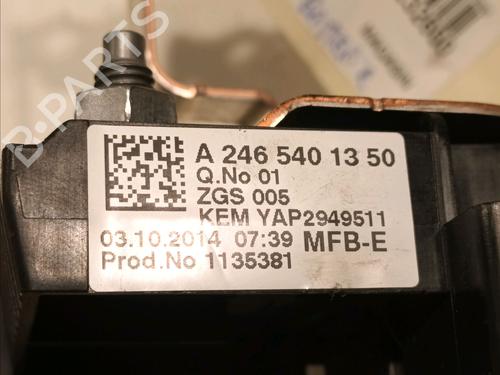 A 246 540 13 50
Q.No 01
ZGS 005
KEM YAP2949511
03.10.2014 07:39 MFB-E
Prod.No 1135381
B-PARTS